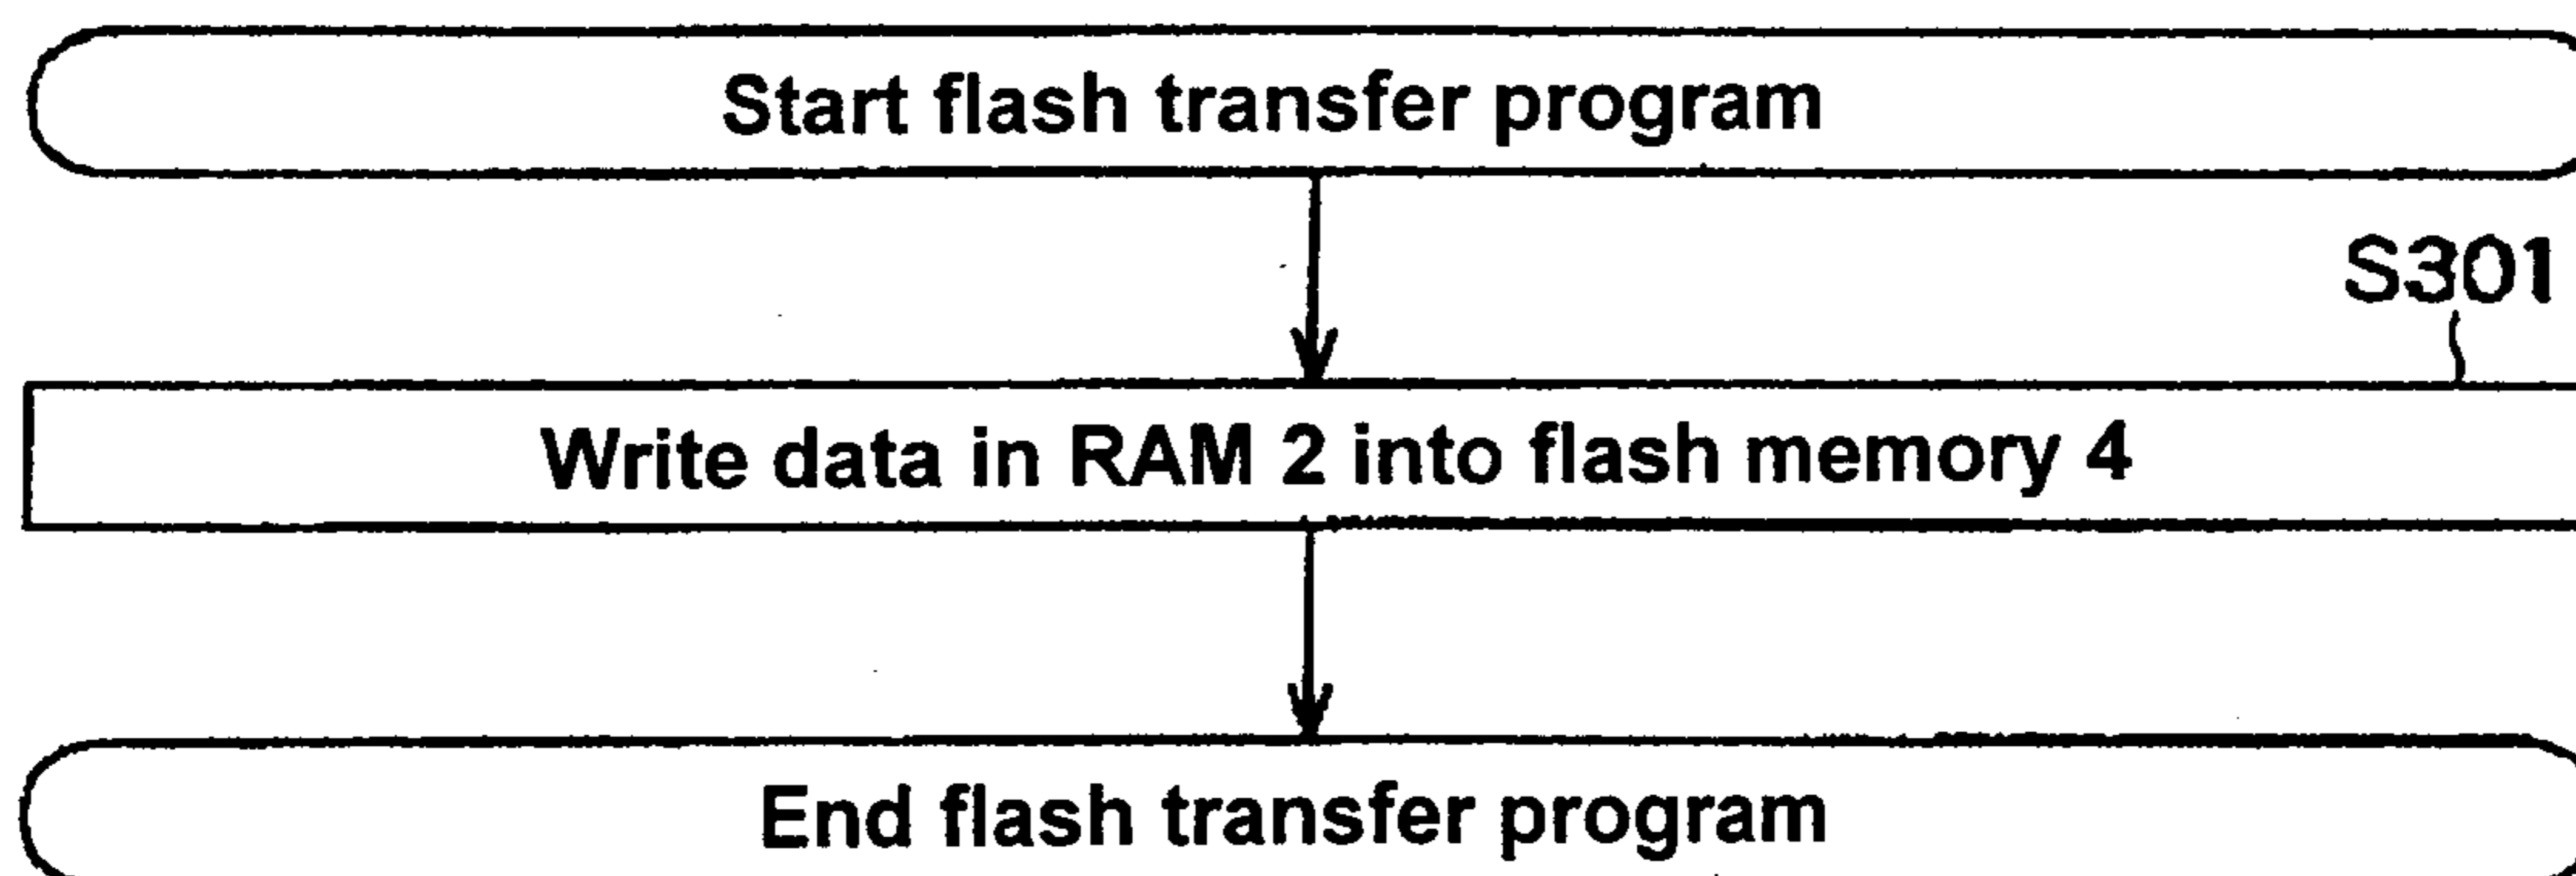 Start flash transfer program
S301
Write data in RAM 2 into flash memory 4
End flash transfer program